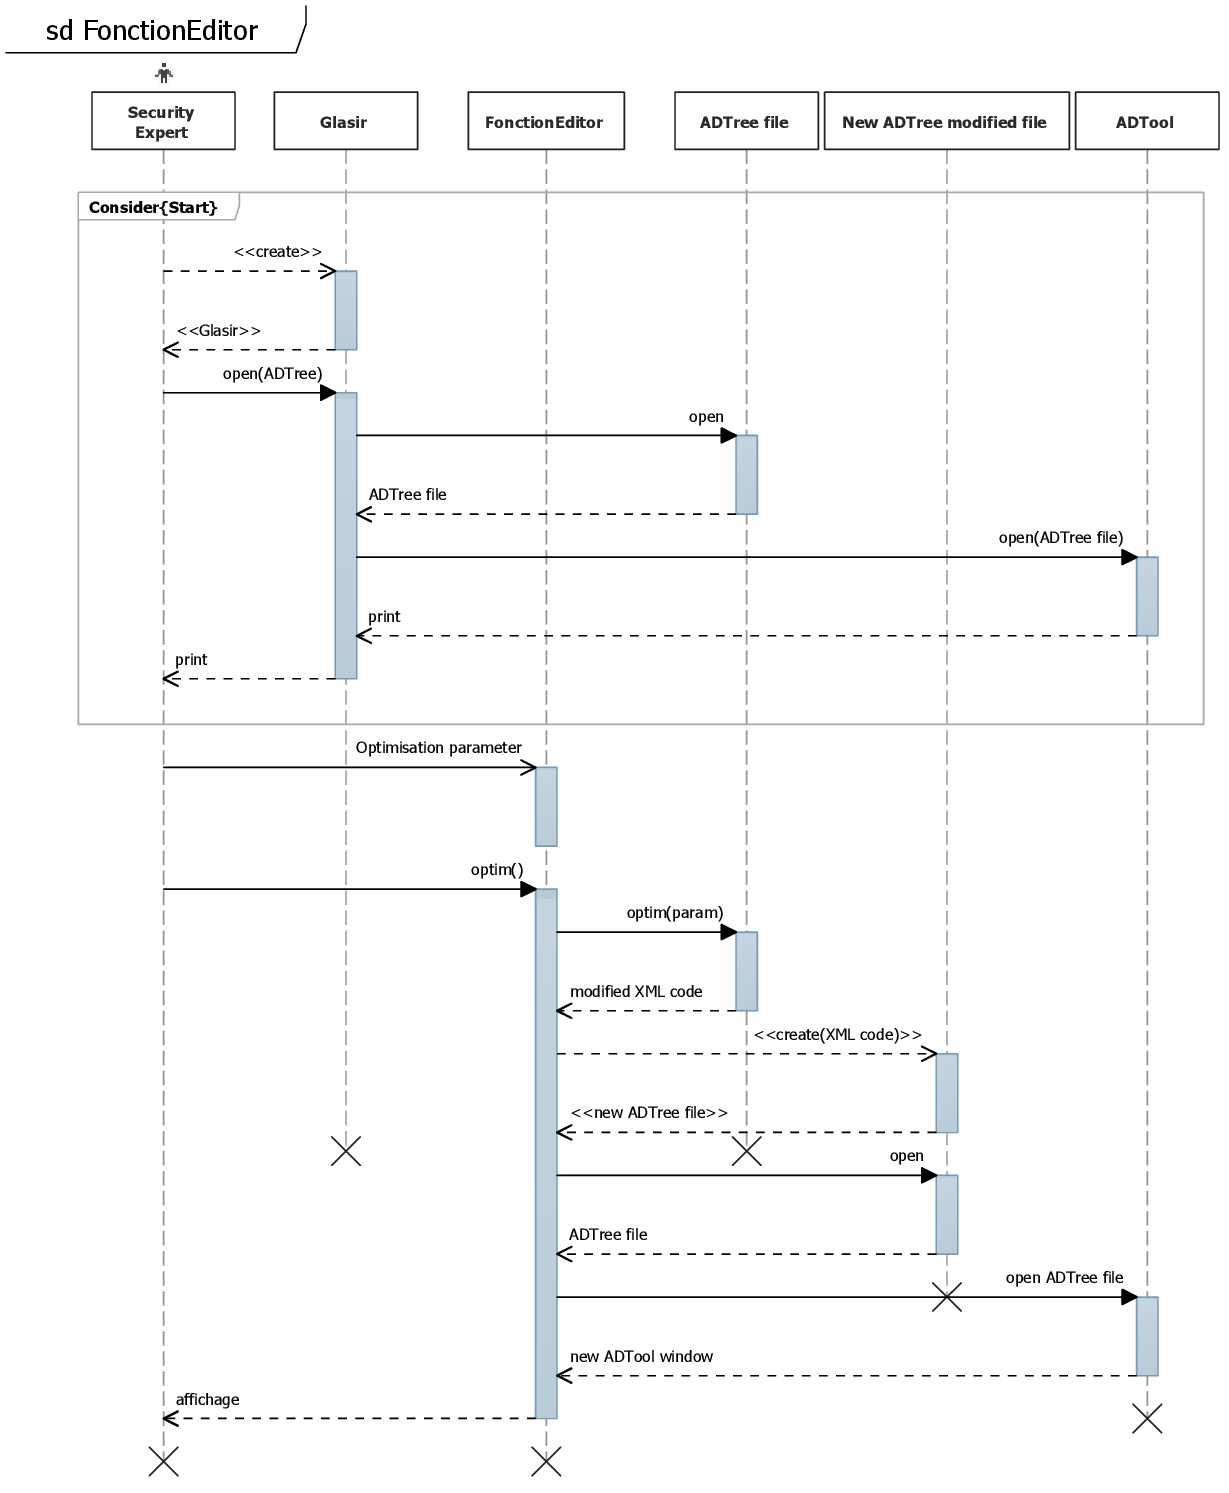 sd FonctionEditor
Security
Expert
Glasir
FonctionEditor
ADTree file
New ADTree modified file
ADTool
Consider{Start}
<<create>>
<<Glasir>>
open(ADTree)
open
ADTree file
open(ADTree file)
print
print
Optimisation parameter
optim()
optim(param)
modified XML code
<<create(XML code)>>
<<new ADTree file>>
open
ADTree file
open ADTree file
new ADTool window
affichage